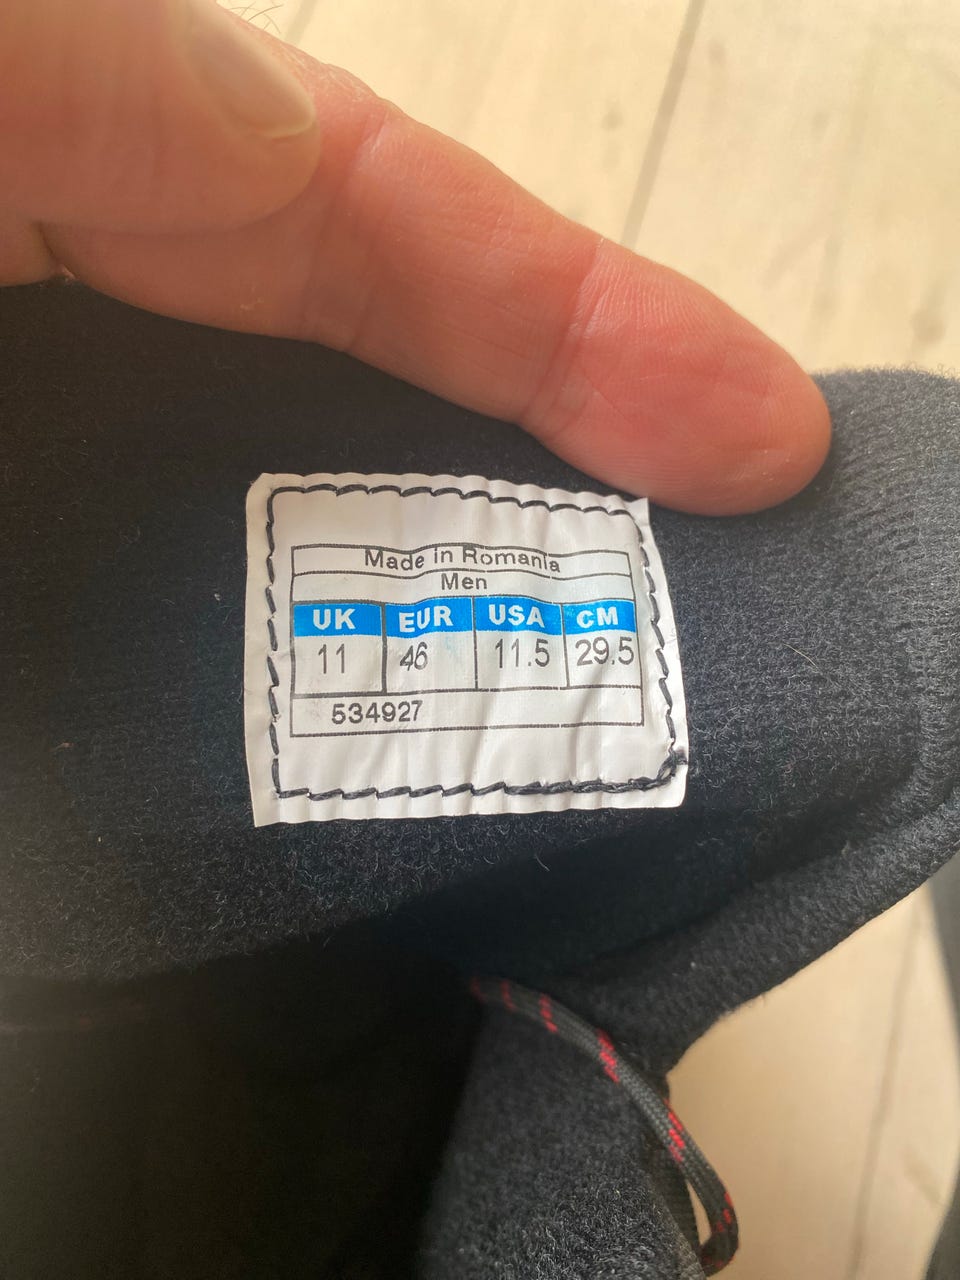 Made in Romania
Men
UK EUR USA CM
11 46 11.5 29.5
534927